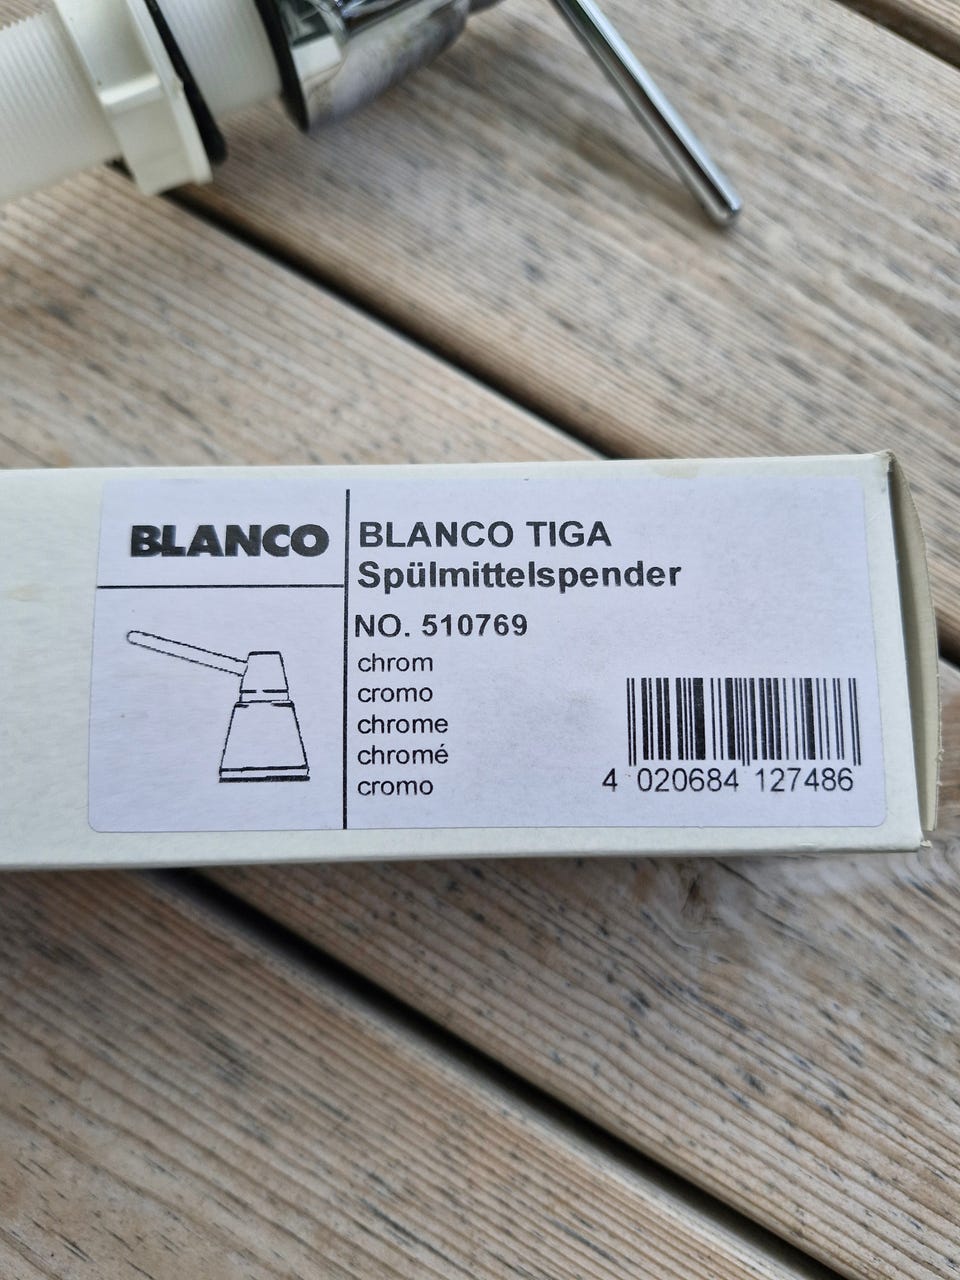 BLANCO
BLANCO TIGA
Spülmittelspender
NO. 510769
chrom
cromo
chrome
chromé
cromo
4 020684 127486